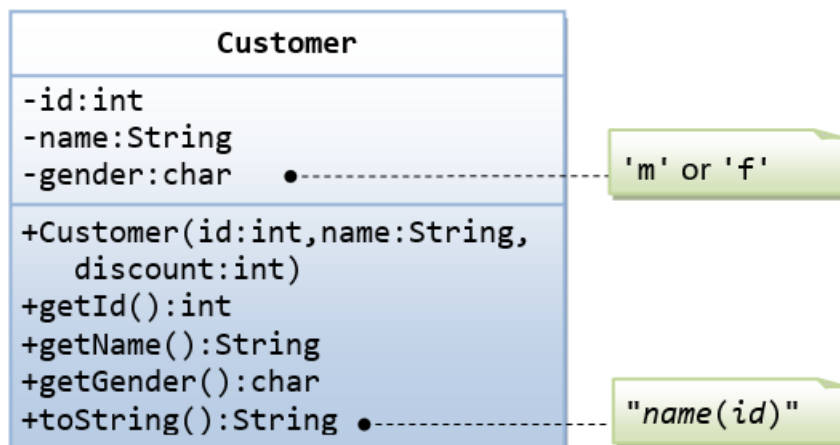 Customer
-id:int
-name:String
-gender:char
'm' or 'f'
+Customer(id:int,name:String,
discount:int)
+getId():int
+getName():String
+getGender():char
+toString():String
"name(id)"